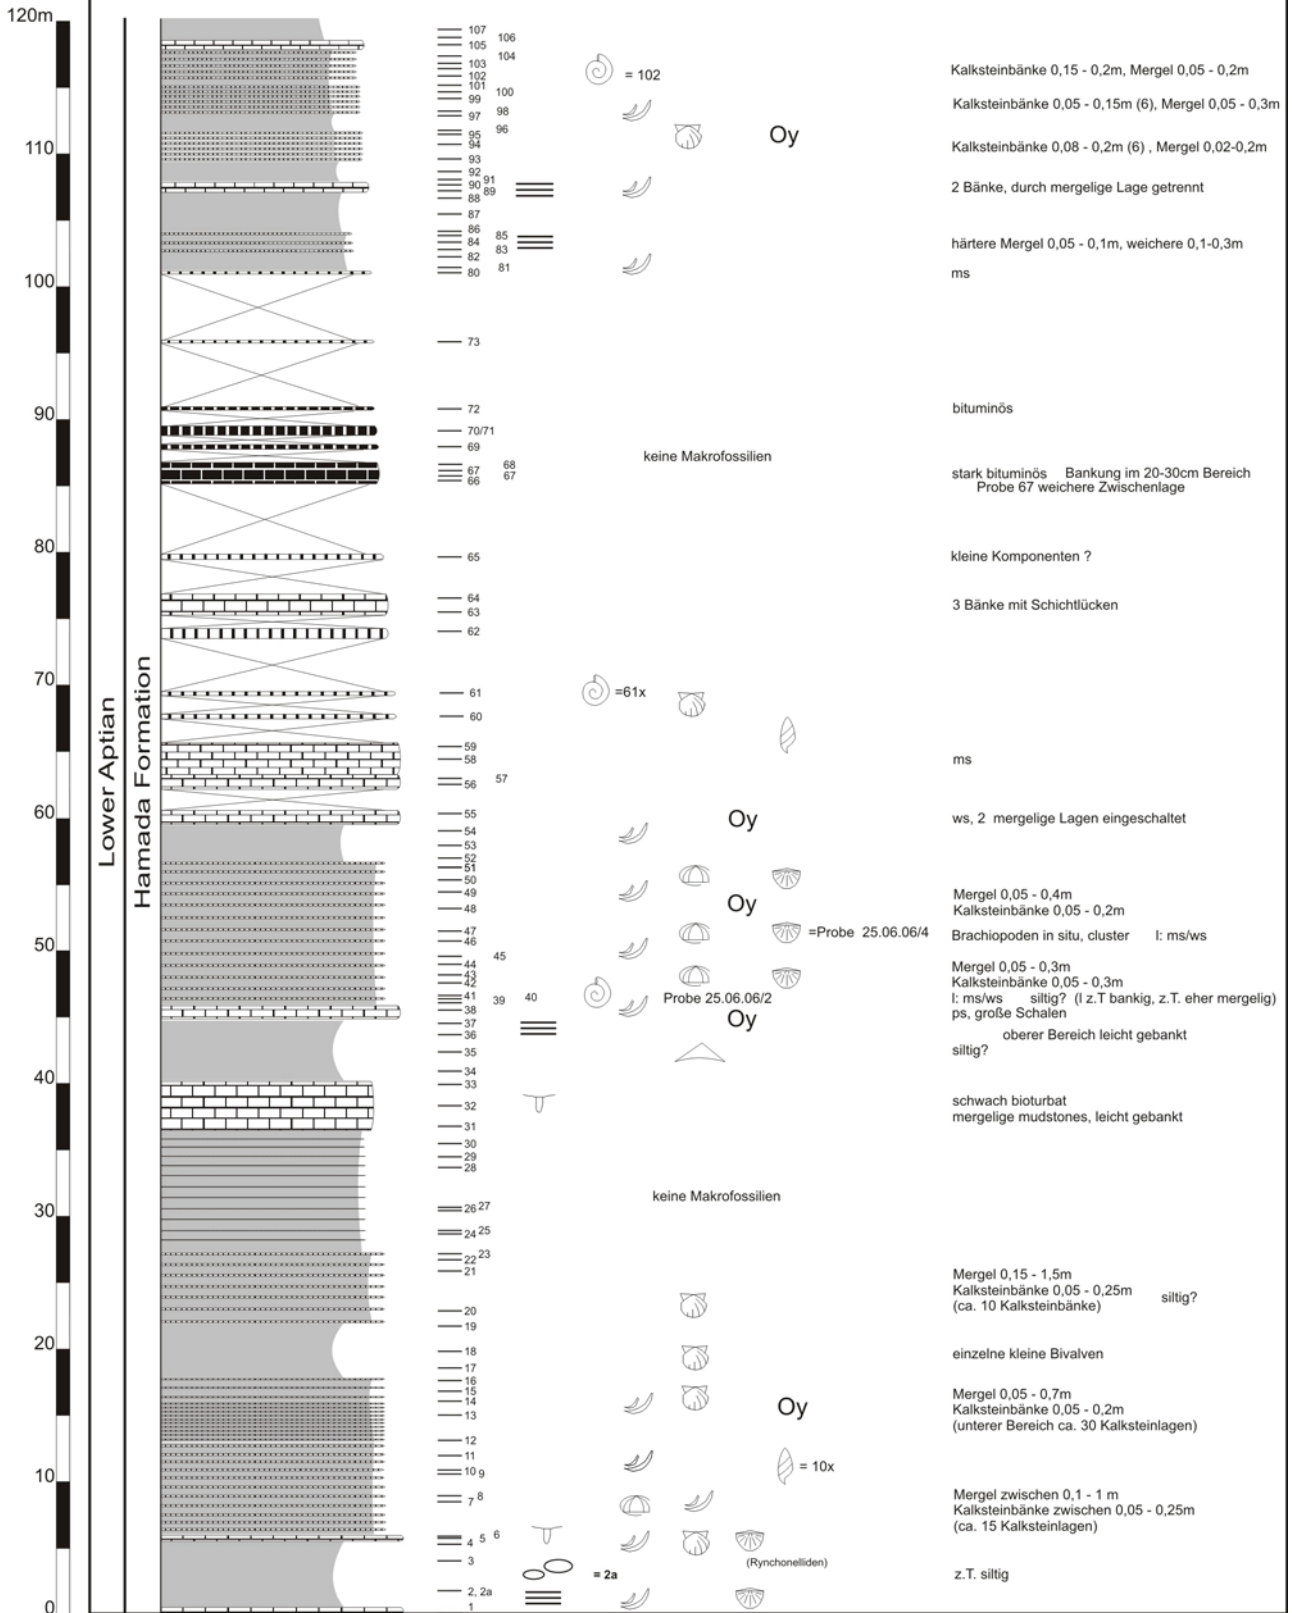 120m
107
106
105
104
103
102
= 102
Kalksteinbänke 0,15 - 0,2m, Mergel 0,05 - 0,2m
101
100
99
98
97
Kalksteinbänke 0,05 - 0,15m (6), Mergel 0,05 - 0,3m
96
95
94
Oy
110
93
Kalksteinbänke 0,08 - 0,2m (6) , Mergel 0,02-0,2m
92
91
90
89
88
2 Bänke, durch mergelige Lage getrennt
87
86
85
84
83
82
härtere Mergel 0,05 - 0,1m, weichere 0,1-0,3m
81
80
ms
100
73
90
72
bituminös
70/71
69
keine Makrofossilien
68
67
67
66
stark bituminös Bankung im 20-30cm Bereich
Probe 67 weichere Zwischenlage
80
65
kleine Komponenten ?
64
63
3 Bänke mit Schichtlücken
62
70
61
=61x
60
59
58
ms
57
56
60
55
Oy
ws, 2 mergelige Lagen eingeschaltet
54
53
52
51
50
49
Mergel 0,05 - 0,4m
48
Oy
Kalksteinbänke 0,05 - 0,2m
47
=Probe 25.06.06/4
Brachiopoden in situ, cluster l: ms/ws
46
50
45
44
Mergel 0,05 - 0,3m
43
42
Kalksteinbänke 0,05 - 0,3m
41
40
39
Probe 25.06.06/2
l: ms/ws siltig? (l z.T bankig, z.T. eher mergelig)
38
ps, große Schalen
37
Oy
36
oberer Bereich leicht gebankt
35
siltig?
34
40
33
32
schwach bioturbat
mergelige mudstones, leicht gebankt
31
30
29
28
keine Makrofossilien
26
27
30
24
25
23
22
21
Mergel 0,15 - 1,5m
Kalksteinbänke 0,05 - 0,25m
siltig?
(ca. 10 Kalksteinbänke)
20
19
20
18
einzelne kleine Bivalven
17
16
15
14
13
Oy
Mergel 0,05 - 0,7m
Kalksteinbänke 0,05 - 0,2m
(unterer Bereich ca. 30 Kalksteinlagen)
12
11
10
9
= 10x
10
8
7
Mergel zwischen 0,1 - 1 m
Kalksteinbänke zwischen 0,05 - 0,25m
(ca. 15 Kalksteinlagen)
6
5
4
3
(Rynchonelliden)
= 2a
z.T. siltig
2, 2a
1
0
Lower Aptian
Hamada Formation